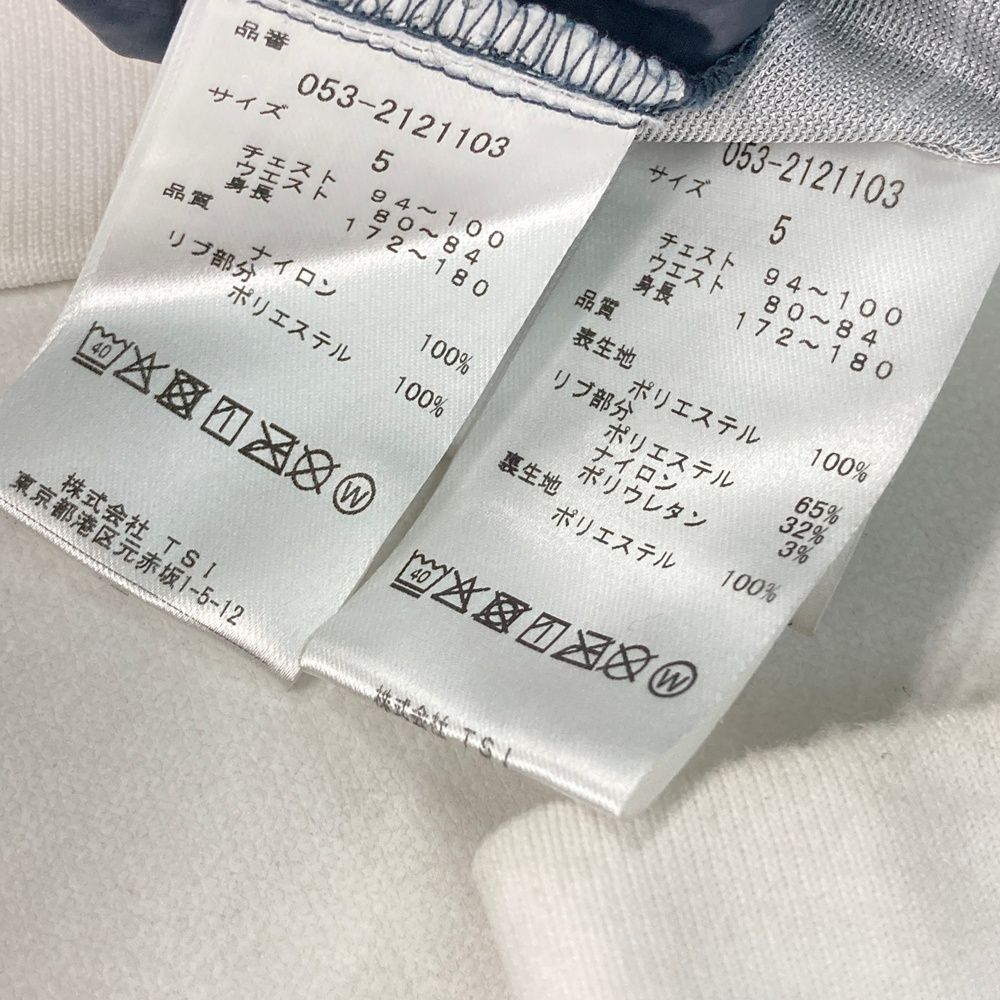 品番
053-2121103
サイズ
5
チェスト 94～100
ウエスト 80～84
身長 172～180
品質
ナイロン 100%
リブ部分
ポリエステル 100%
40
W
株式会社 TSI
東京都港区元赤坂1-5-12
053-2121103
サイズ
5
チェスト 94～100
ウエスト 80～84
身長 172～180
品質
表生地
ポリエステル 100%
リブ部分
ポリエステル 65%
ナイロン 32%
ポリウレタン 3%
裏生地
ポリエステル 100%
40
W
株式会社 TSI